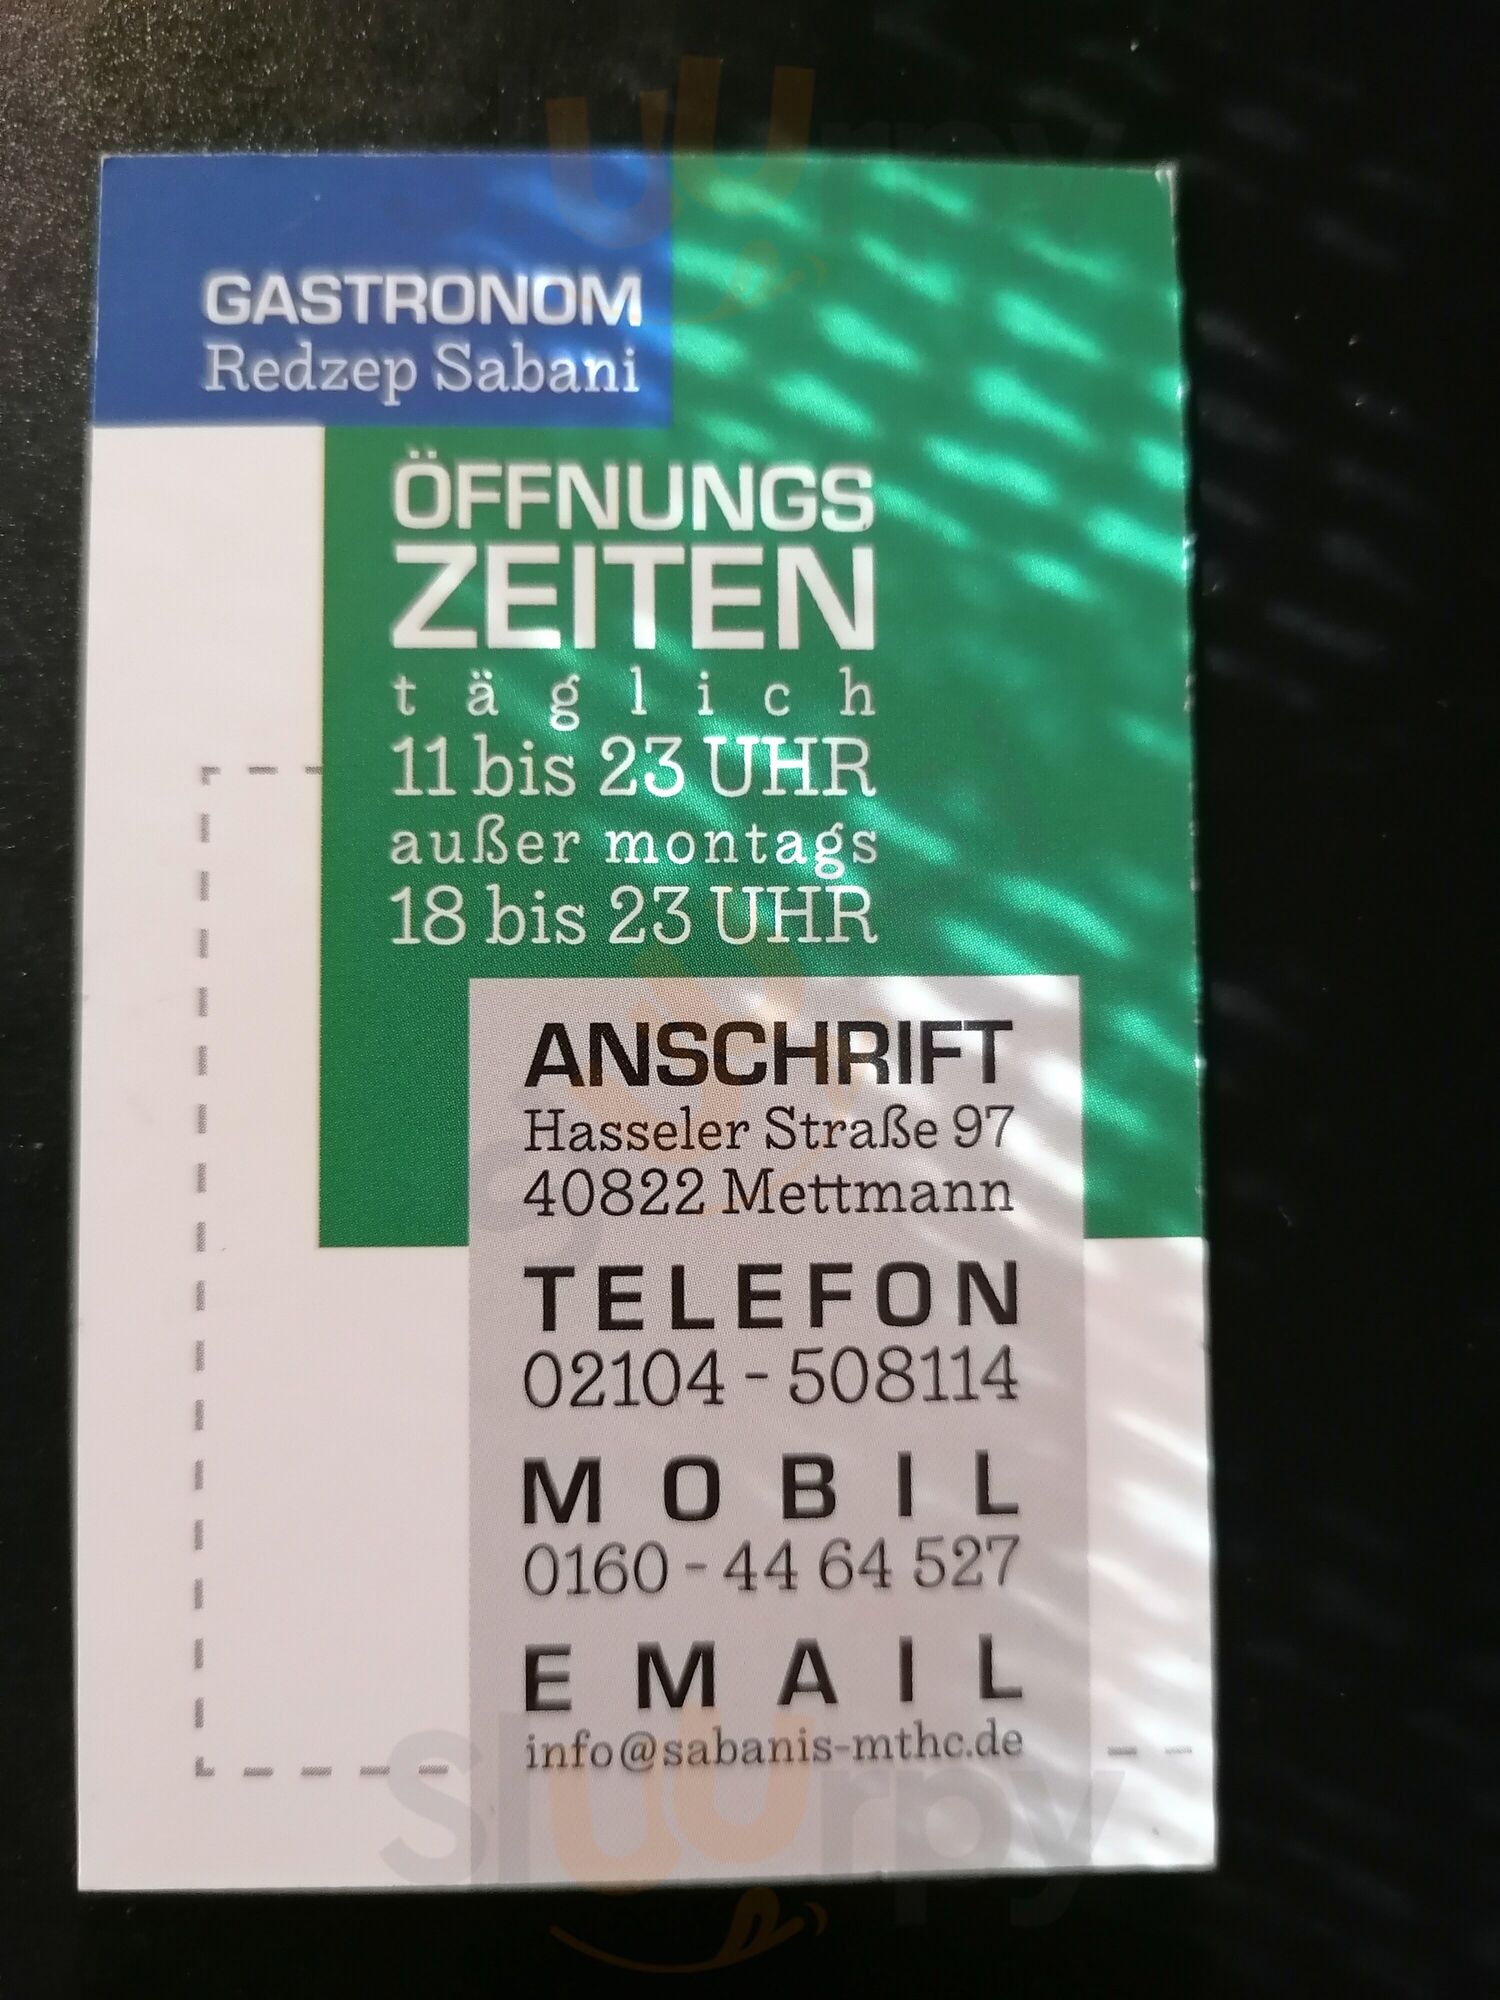 GASTRONOM
Redzep Sabani
ÖFFNUNGS
ZEITEN
täglich
11 bis 23 UHR
außer montags
18 bis 23 UHR
ANSCHRIFT
Hasseler Straße 97
40822 Mettmann
TELEFON
02104 - 508114
MOBIL
0160 - 44 64 527
EMAIL
info@sabanis-mthc.de
sluurpy